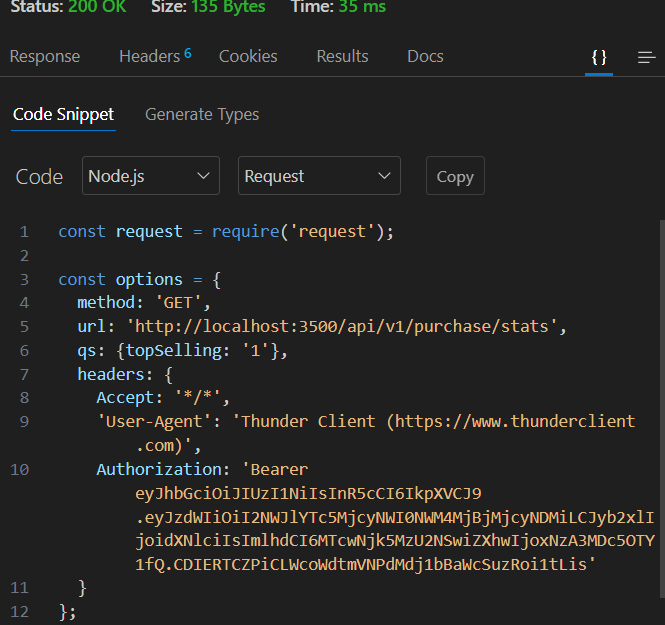 Status: 200 OK Size: 135 Bytes Time: 35 ms
Response Headers 6 Cookies Results Docs { }
Code Snippet Generate Types
Code Node.js Request Copy
1 const request = require('request');
2
3 const options = {
4 method: 'GET',
5 url: 'http://localhost:3500/api/v1/purchase/stats',
6 qs: {topSelling: '1'},
7 headers: {
8 Accept: '*/*',
9 'User-Agent': 'Thunder Client (https://www.thunderclient
.com)',
10 Authorization: 'Bearer
eyJhbGciOiJIUzI1NiIsInR5cCI6IkpXVCJ9
.eyJzdWIiOiI2NWJlYTc5MjcyNWI0NWM4MjBjMjcyNDMiLCJyb2xlI
joidXNlciIsImlhdCI6MTcwNjk5MzU2NSwiZXhwIjoxNzA3MDc5OTY
1fQ.CDIERTCZPiCLWcoWdtmVNPdMdj1bBaWcSuzRoi1tLis'
11 }
12 };